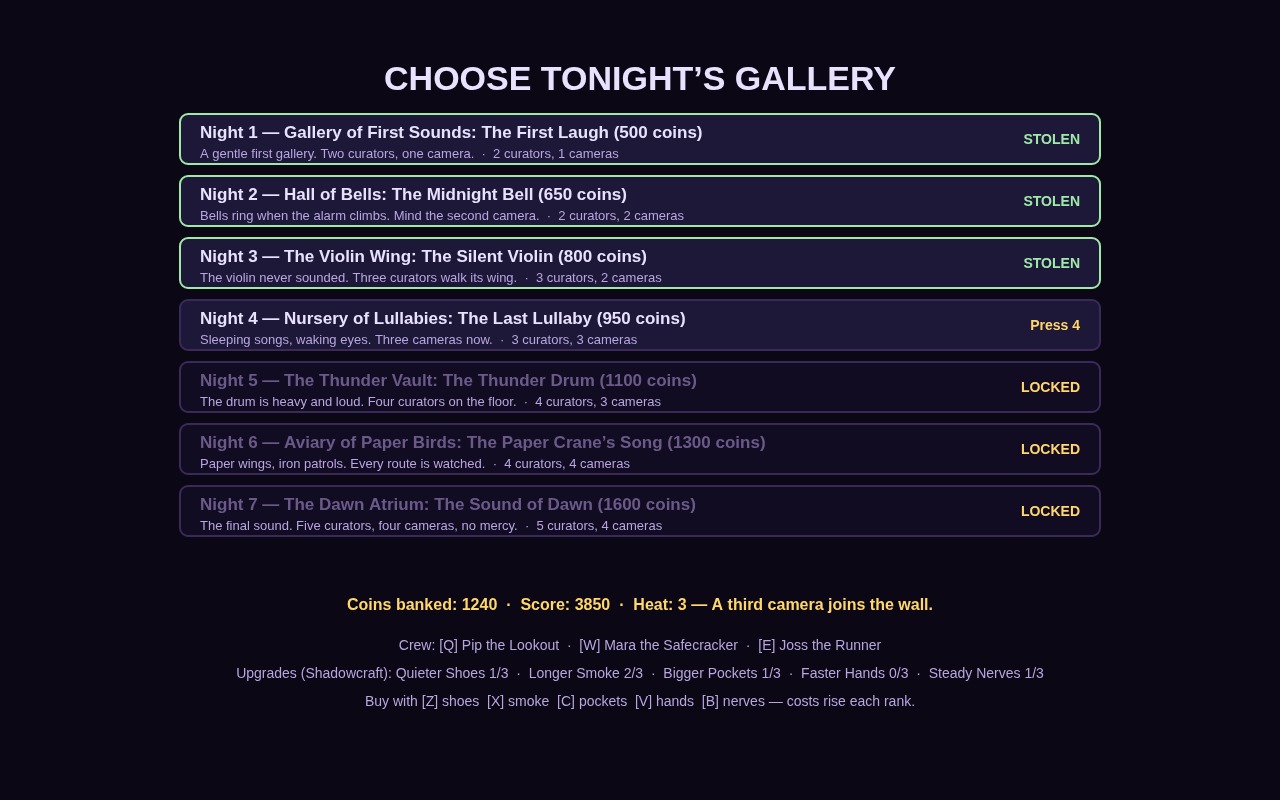 CHOOSE TONIGHT’S GALLERY
Night 1 — Gallery of First Sounds: The First Laugh (500 coins)
STOLEN
A gentle first gallery. Two curators, one camera.  ·  2 curators, 1 cameras
Night 2 — Hall of Bells: The Midnight Bell (650 coins)
STOLEN
Bells ring when the alarm climbs. Mind the second camera.  ·  2 curators, 2 cameras
Night 3 — The Violin Wing: The Silent Violin (800 coins)
STOLEN
The violin never sounded. Three curators walk its wing.  ·  3 curators, 2 cameras
Night 4 — Nursery of Lullabies: The Last Lullaby (950 coins)
Press 4
Sleeping songs, waking eyes. Three cameras now.  ·  3 curators, 3 cameras
Night 5 — The Thunder Vault: The Thunder Drum (1100 coins)
LOCKED
The drum is heavy and loud. Four curators on the floor.  ·  4 curators, 3 cameras
Night 6 — Aviary of Paper Birds: The Paper Crane’s Song (1300 coins)
LOCKED
Paper wings, iron patrols. Every route is watched.  ·  4 curators, 4 cameras
Night 7 — The Dawn Atrium: The Sound of Dawn (1600 coins)
LOCKED
The final sound. Five curators, four cameras, no mercy.  ·  5 curators, 4 cameras
Coins banked: 1240  ·  Score: 3850  ·  Heat: 3 — A third camera joins the wall.
Crew: [Q] Pip the Lookout  ·  [W] Mara the Safecracker  ·  [E] Joss the Runner
Upgrades (Shadowcraft): Quieter Shoes 1/3  ·  Longer Smoke 2/3  ·  Bigger Pockets 1/3  ·  Faster Hands 0/3  ·  Steady Nerves 1/3
Buy with [Z] shoes  [X] smoke  [C] pockets  [V] hands  [B] nerves — costs rise each rank.